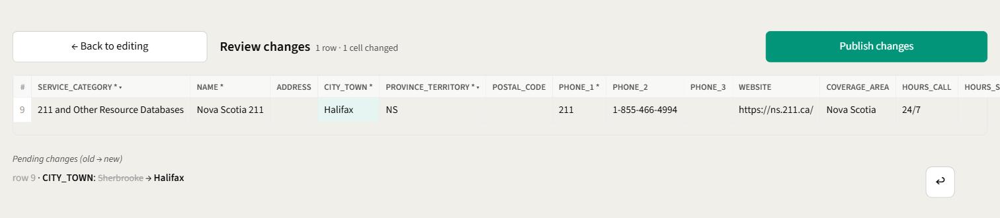 ← Back to editing
Review changes 1 row · 1 cell changed
Publish changes
# SERVICE_CATEGORY * ▾ NAME * ADDRESS CITY_TOWN * PROVINCE_TERRITORY * ▾ POSTAL_CODE PHONE_1 * PHONE_2 PHONE_3 WEBSITE COVERAGE_AREA HOURS_CALL HOURS_S
9 211 and Other Resource Databases Nova Scotia 211 Halifax NS 211 1-855-466-4994 https://ns.211.ca/ Nova Scotia 24/7
Pending changes (old → new)
row 9 · CITY_TOWN: Sherbrooke → Halifax